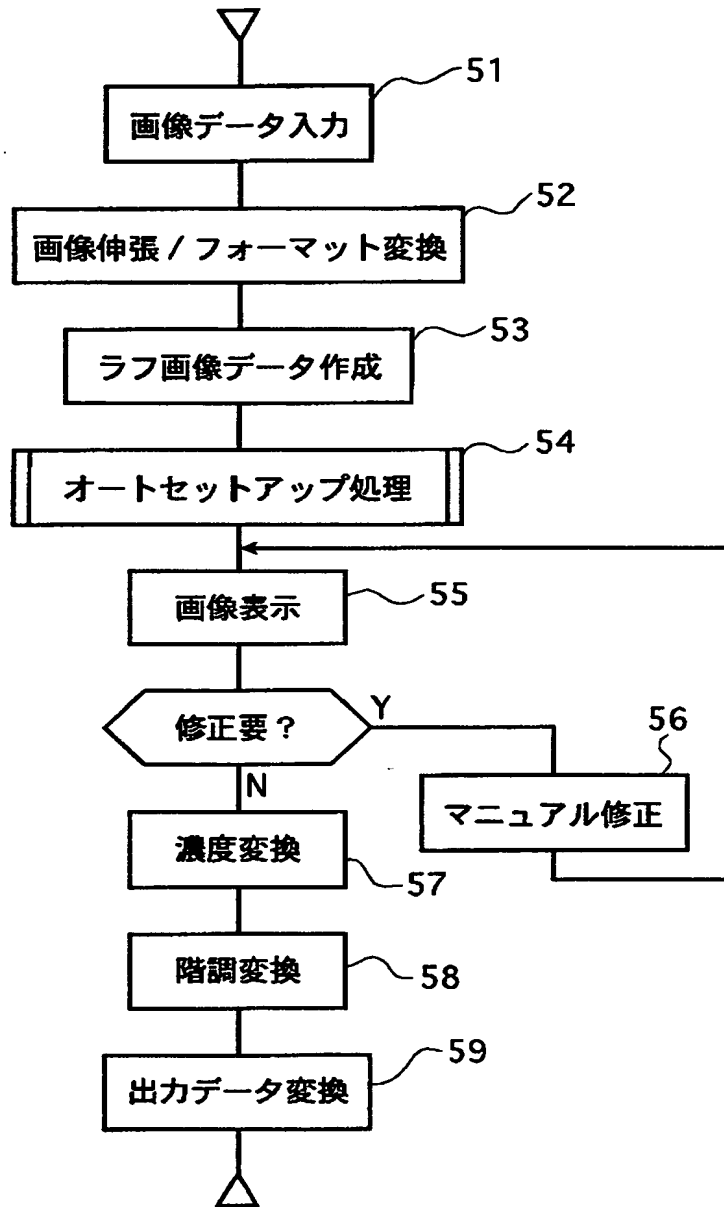 51
画像データ入力
52
画像伸張/フォーマット変換
53
ラフ画像データ作成
54
オートセットアップ処理
画像表示
55
修正要?
Y
N
56
マニュアル修正
濃度変換
57
階調変換
58
59
出力データ変換